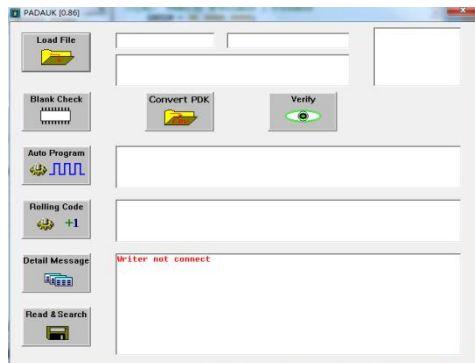 PADAUK [0.86]
Load File
Blank Check
Convert PDK
Verify
Auto Program
Rolling Code
+1
Detail Message
Writer not connect
Read & Search